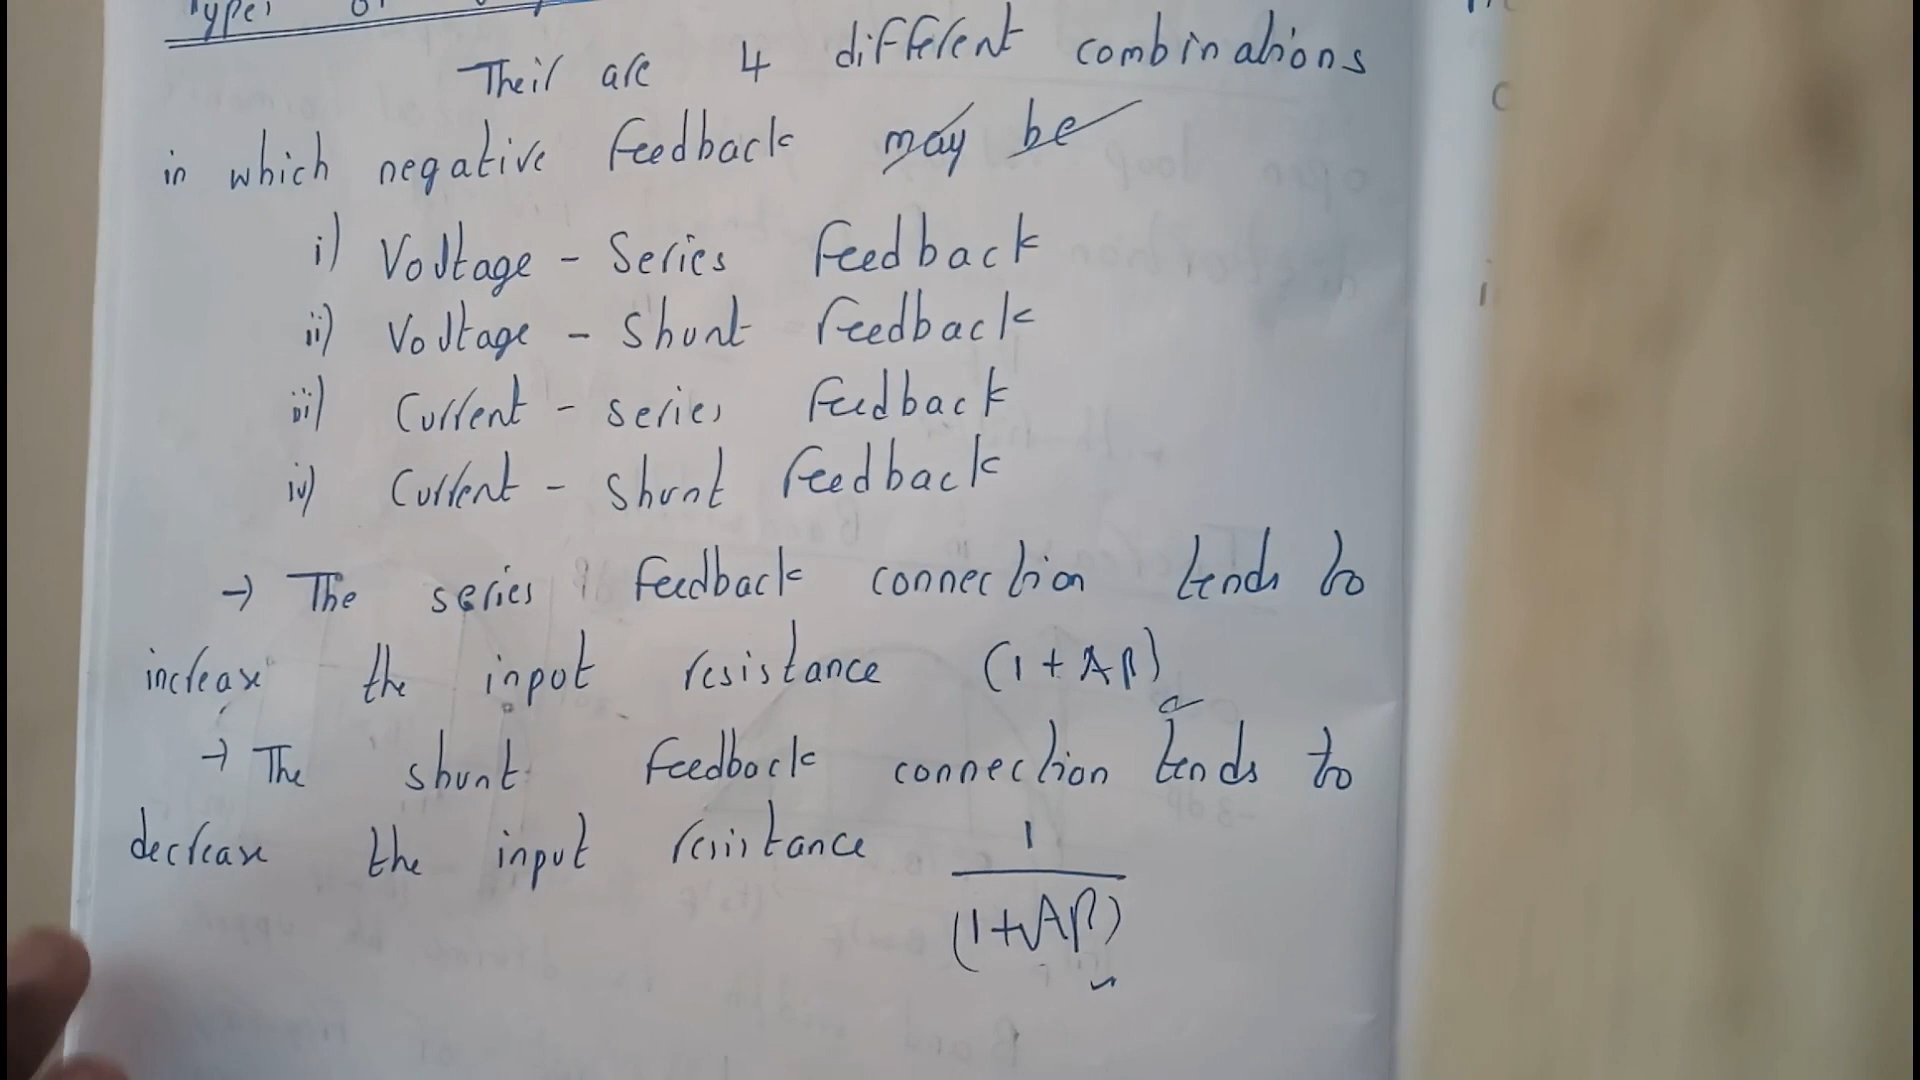 Types of
Their are 4 different combinations
in which negative feedback may be
i) Voltage - Series feedback
ii) Voltage - Shunt feedback
iii) Current - series feedback
iv) Current - Shunt feedback
→ The series feedback connection tends to
increase the input resistance (1+Aβ)
→ The shunt feedback connection tends to
decrease the input resistance 1
(1+Aβ)